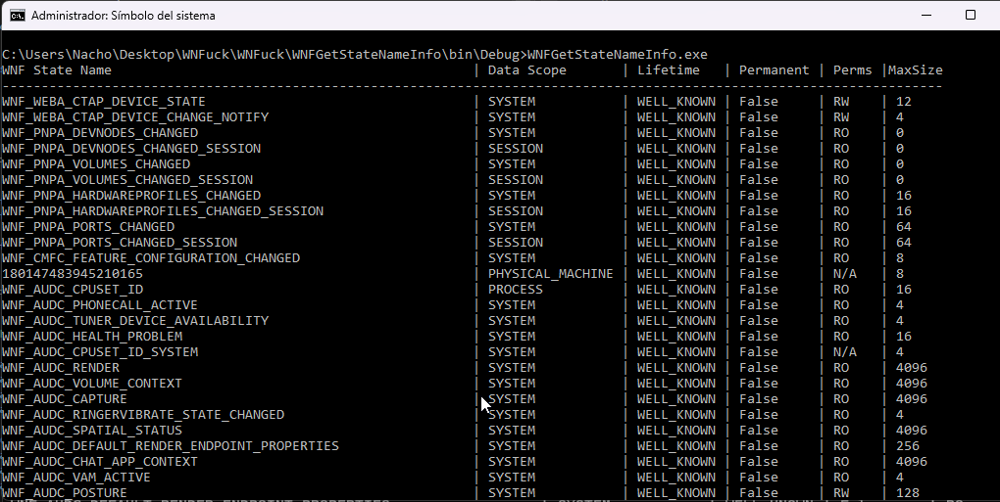 Administrador: Símbolo del sistema
C:\Users\Nacho\Desktop\WNFuck\WNFuck\WNFGetStateNameInfo\bin\Debug>WNFGetStateNameInfo.exe
WNF State Name | Data Scope | Lifetime | Permanent | Perms |MaxSize
------------------------------------------------------------------------------------------------------------------------
WNF_WEBA_CTAP_DEVICE_STATE | SYSTEM | WELL_KNOWN | False | RW | 12
WNF_WEBA_CTAP_DEVICE_CHANGE_NOTIFY | SYSTEM | WELL_KNOWN | False | RW | 4
WNF_PNPA_DEVNODES_CHANGED | SYSTEM | WELL_KNOWN | False | RO | 0
WNF_PNPA_DEVNODES_CHANGED_SESSION | SESSION | WELL_KNOWN | False | RO | 0
WNF_PNPA_VOLUMES_CHANGED | SYSTEM | WELL_KNOWN | False | RO | 0
WNF_PNPA_VOLUMES_CHANGED_SESSION | SESSION | WELL_KNOWN | False | RO | 0
WNF_PNPA_HARDWAREPROFILES_CHANGED | SYSTEM | WELL_KNOWN | False | RO | 16
WNF_PNPA_HARDWAREPROFILES_CHANGED_SESSION | SESSION | WELL_KNOWN | False | RO | 16
WNF_PNPA_PORTS_CHANGED | SYSTEM | WELL_KNOWN | False | RO | 64
WNF_PNPA_PORTS_CHANGED_SESSION | SESSION | WELL_KNOWN | False | RO | 64
WNF_CMFC_FEATURE_CONFIGURATION_CHANGED | SYSTEM | WELL_KNOWN | False | RO | 8
180147483945210165 | PHYSICAL_MACHINE | WELL_KNOWN | False | N/A | 8
WNF_AUDC_CPUSET_ID | PROCESS | WELL_KNOWN | False | RO | 16
WNF_AUDC_PHONECALL_ACTIVE | SYSTEM | WELL_KNOWN | False | RO | 4
WNF_AUDC_TUNER_DEVICE_AVAILABILITY | SYSTEM | WELL_KNOWN | False | RO | 4
WNF_AUDC_HEALTH_PROBLEM | SYSTEM | WELL_KNOWN | False | RO | 16
WNF_AUDC_CPUSET_ID_SYSTEM | SYSTEM | WELL_KNOWN | False | N/A | 4
WNF_AUDC_RENDER | SYSTEM | WELL_KNOWN | False | RO | 4096
WNF_AUDC_VOLUME_CONTEXT | SYSTEM | WELL_KNOWN | False | RO | 4096
WNF_AUDC_CAPTURE | SYSTEM | WELL_KNOWN | False | RO | 4096
WNF_AUDC_RINGERVIBRATE_STATE_CHANGED | SYSTEM | WELL_KNOWN | False | RO | 4
WNF_AUDC_SPATIAL_STATUS | SYSTEM | WELL_KNOWN | False | RO | 4096
WNF_AUDC_DEFAULT_RENDER_ENDPOINT_PROPERTIES | SYSTEM | WELL_KNOWN | False | RO | 256
WNF_AUDC_CHAT_APP_CONTEXT | SYSTEM | WELL_KNOWN | False | RO | 4096
WNF_AUDC_VAM_ACTIVE | SYSTEM | WELL_KNOWN | False | RO | 4
WNF_AUDC_POSTURE | SYSTEM | WELL_KNOWN | False | RW | 128